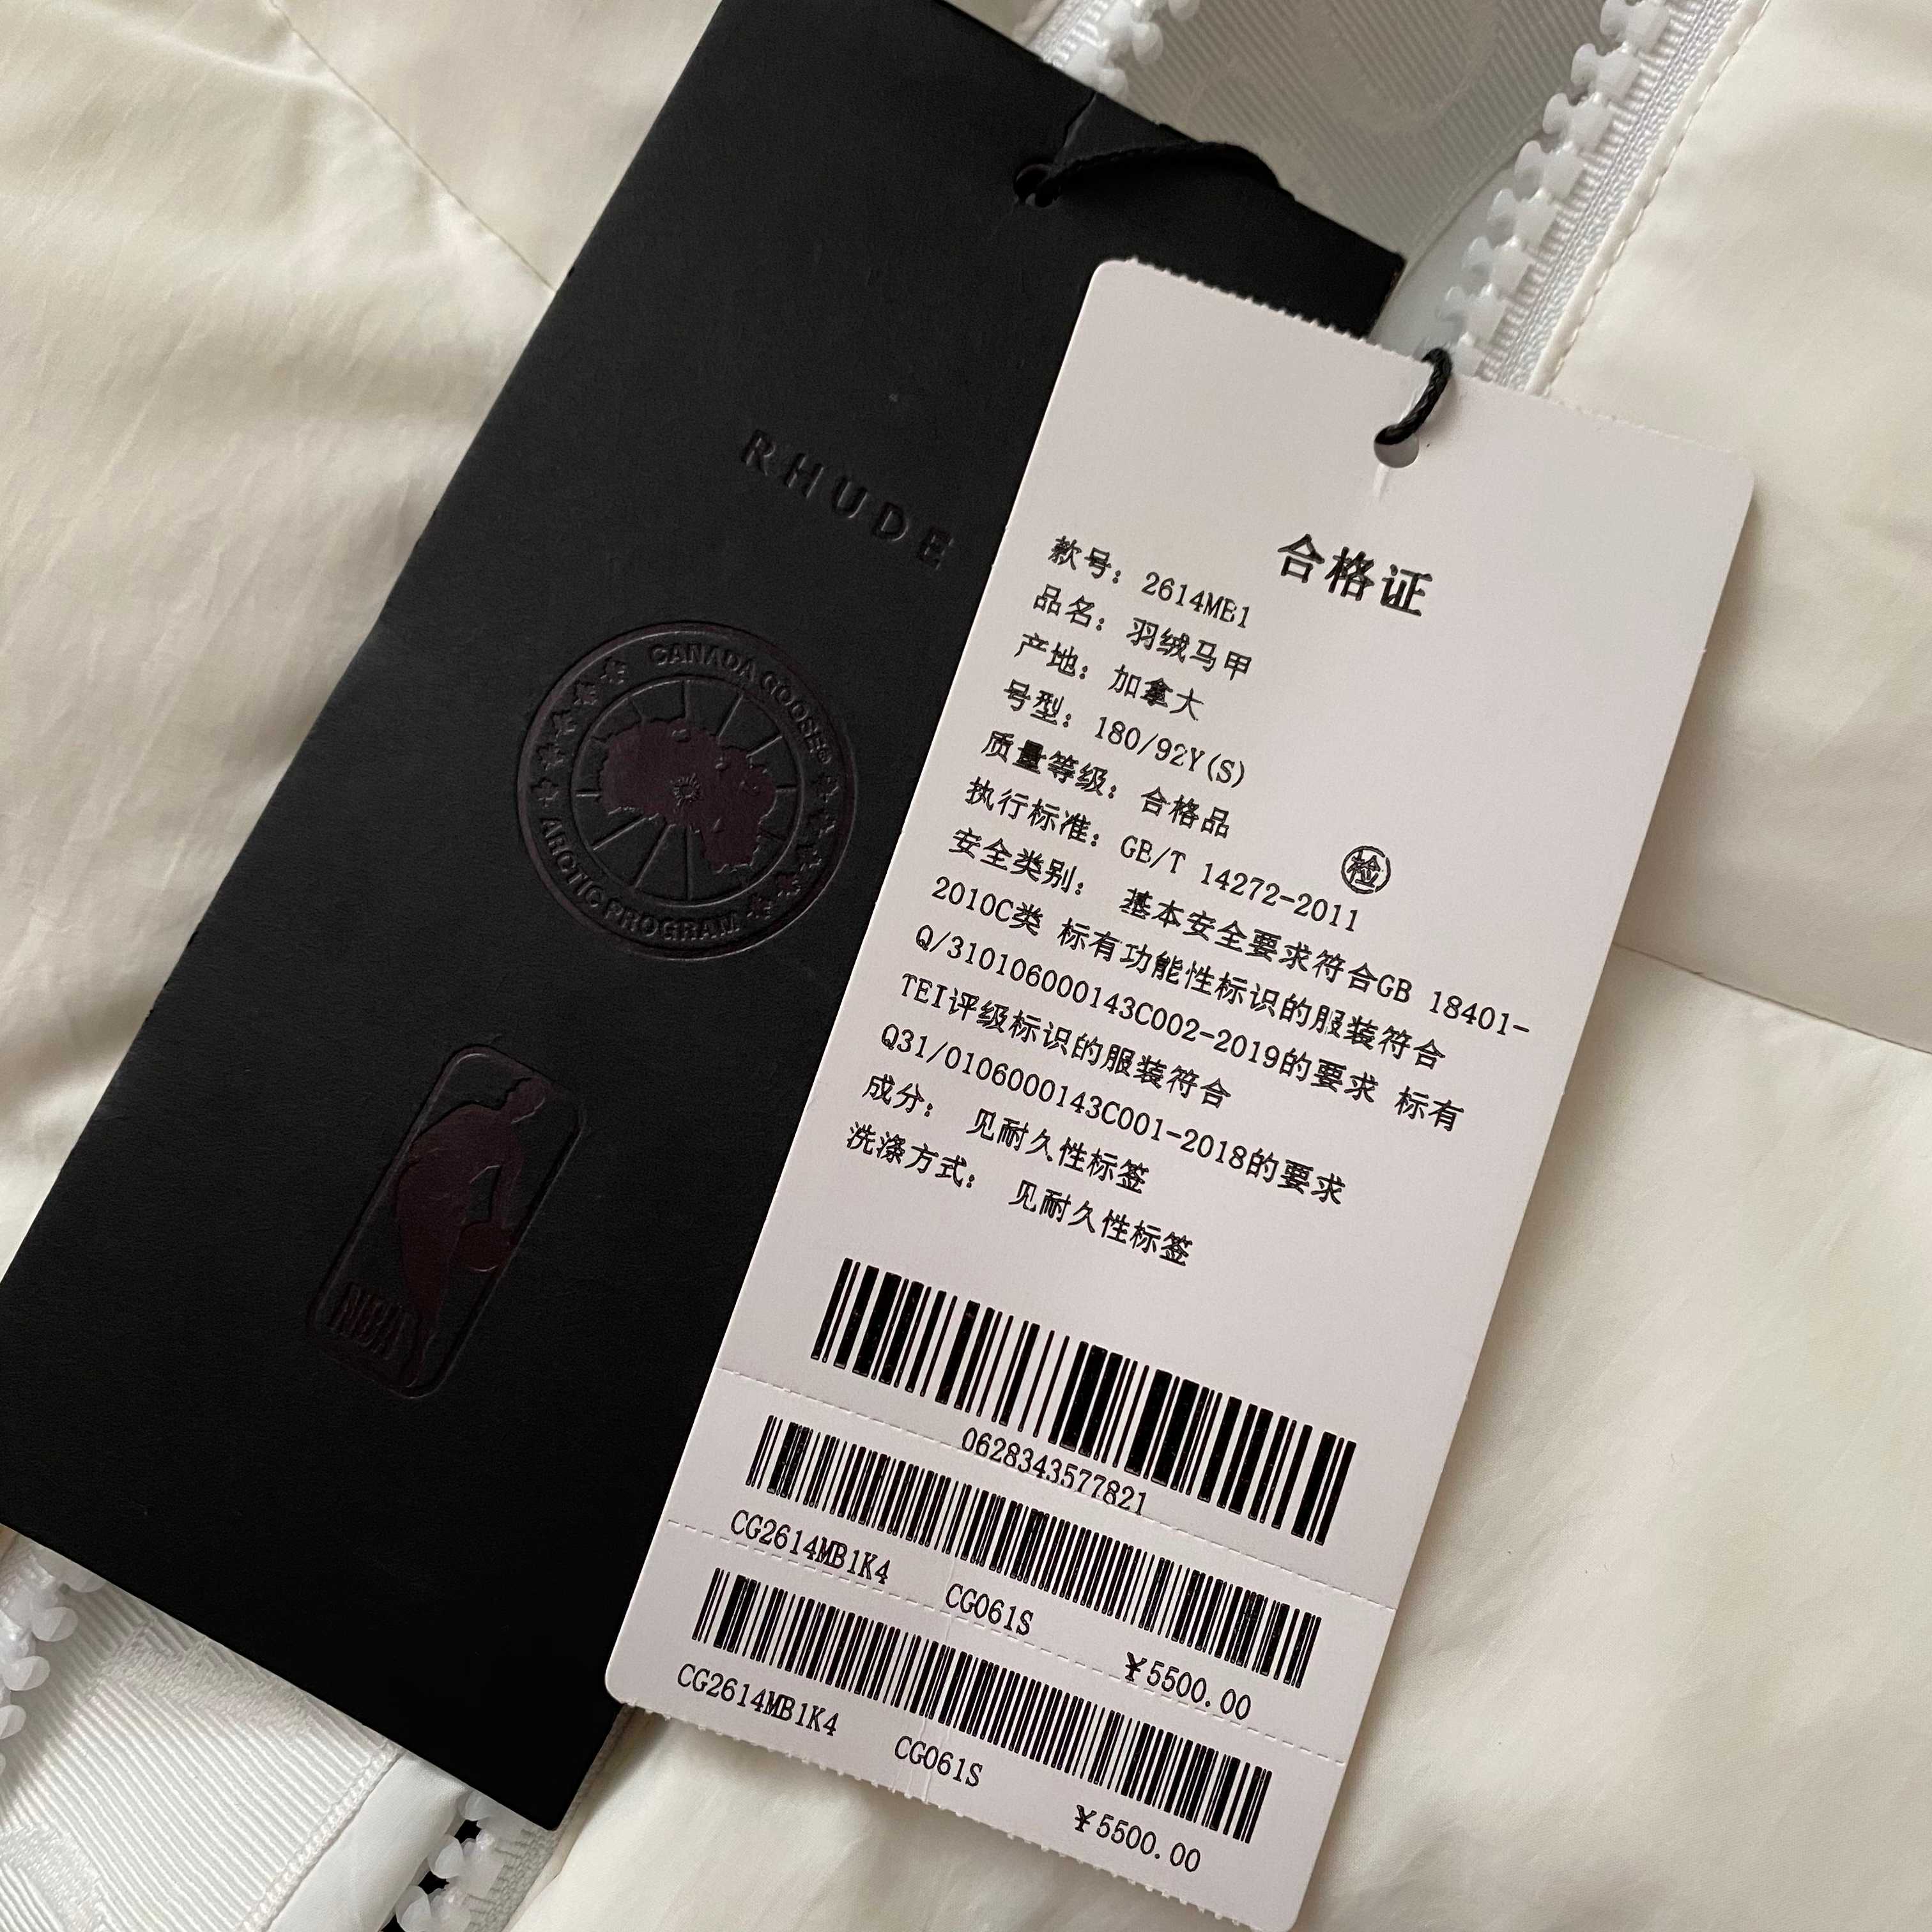 RHUDE
CANADA GOOSE®
ARCTIC PROGRAM
NBA
合格证
款号: 2614MB1
品名: 羽绒马甲
产地: 加拿大
号型: 180/92Y(S)
质量等级: 合格品
检
执行标准: GB/T 14272-2011
安全类别: 基本安全要求符合GB 18401-
2010C类 标有功能性标识的服装符合
Q/310106000143C002-2019的要求 标有
TEI评级标识的服装符合
Q31/0106000143C001-2018的要求
成分: 见耐久性标签
洗涤方式: 见耐久性标签
0628343577821
CG2614MB1K4 CG061S ¥5500.00
CG2614MB1K4 CG061S ¥5500.00